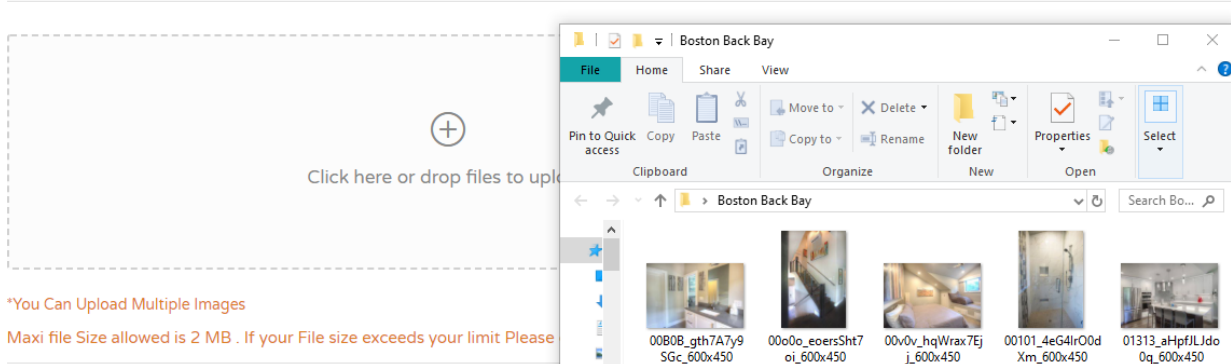 Boston Back Bay
File Home Share View
Pin to Quick access
Copy
Paste
Move to
Copy to
Delete
Rename
New folder
Properties
Select
Clipboard Organize New Open
Boston Back Bay
Search Bo...
Click here or drop files to
*You Can Upload Multiple Images
Maxi file Size allowed is 2 MB . If your File size exceeds your limit Please
00B0B_gth7A7y9 00o0o_eoersSht7 00v0v_hqWrax7Ej 00101_4eG4lrO0d 01313_aHpfJLJdo
SGc_600x450 oi_600x450 j_600x450 Xm_600x450 0q_600x450